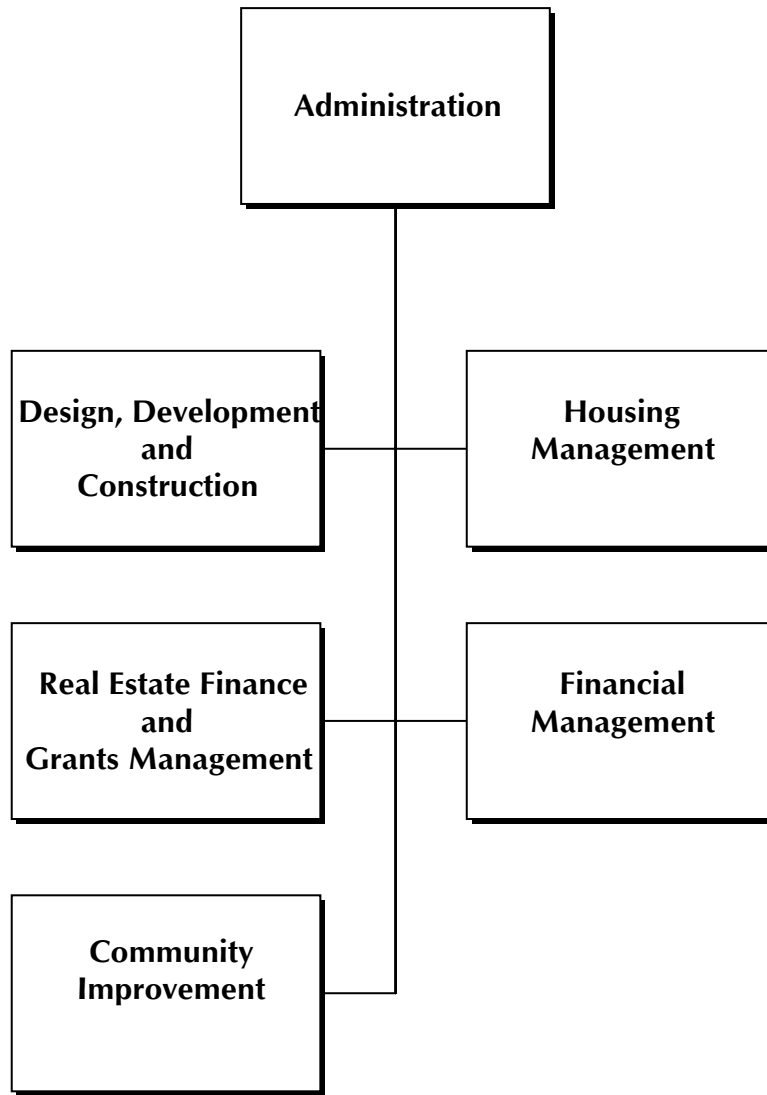 Administration
Design, Development
and
Construction
Housing
Management
Real Estate Finance
and
Grants Management
Financial
Management
Community
Improvement